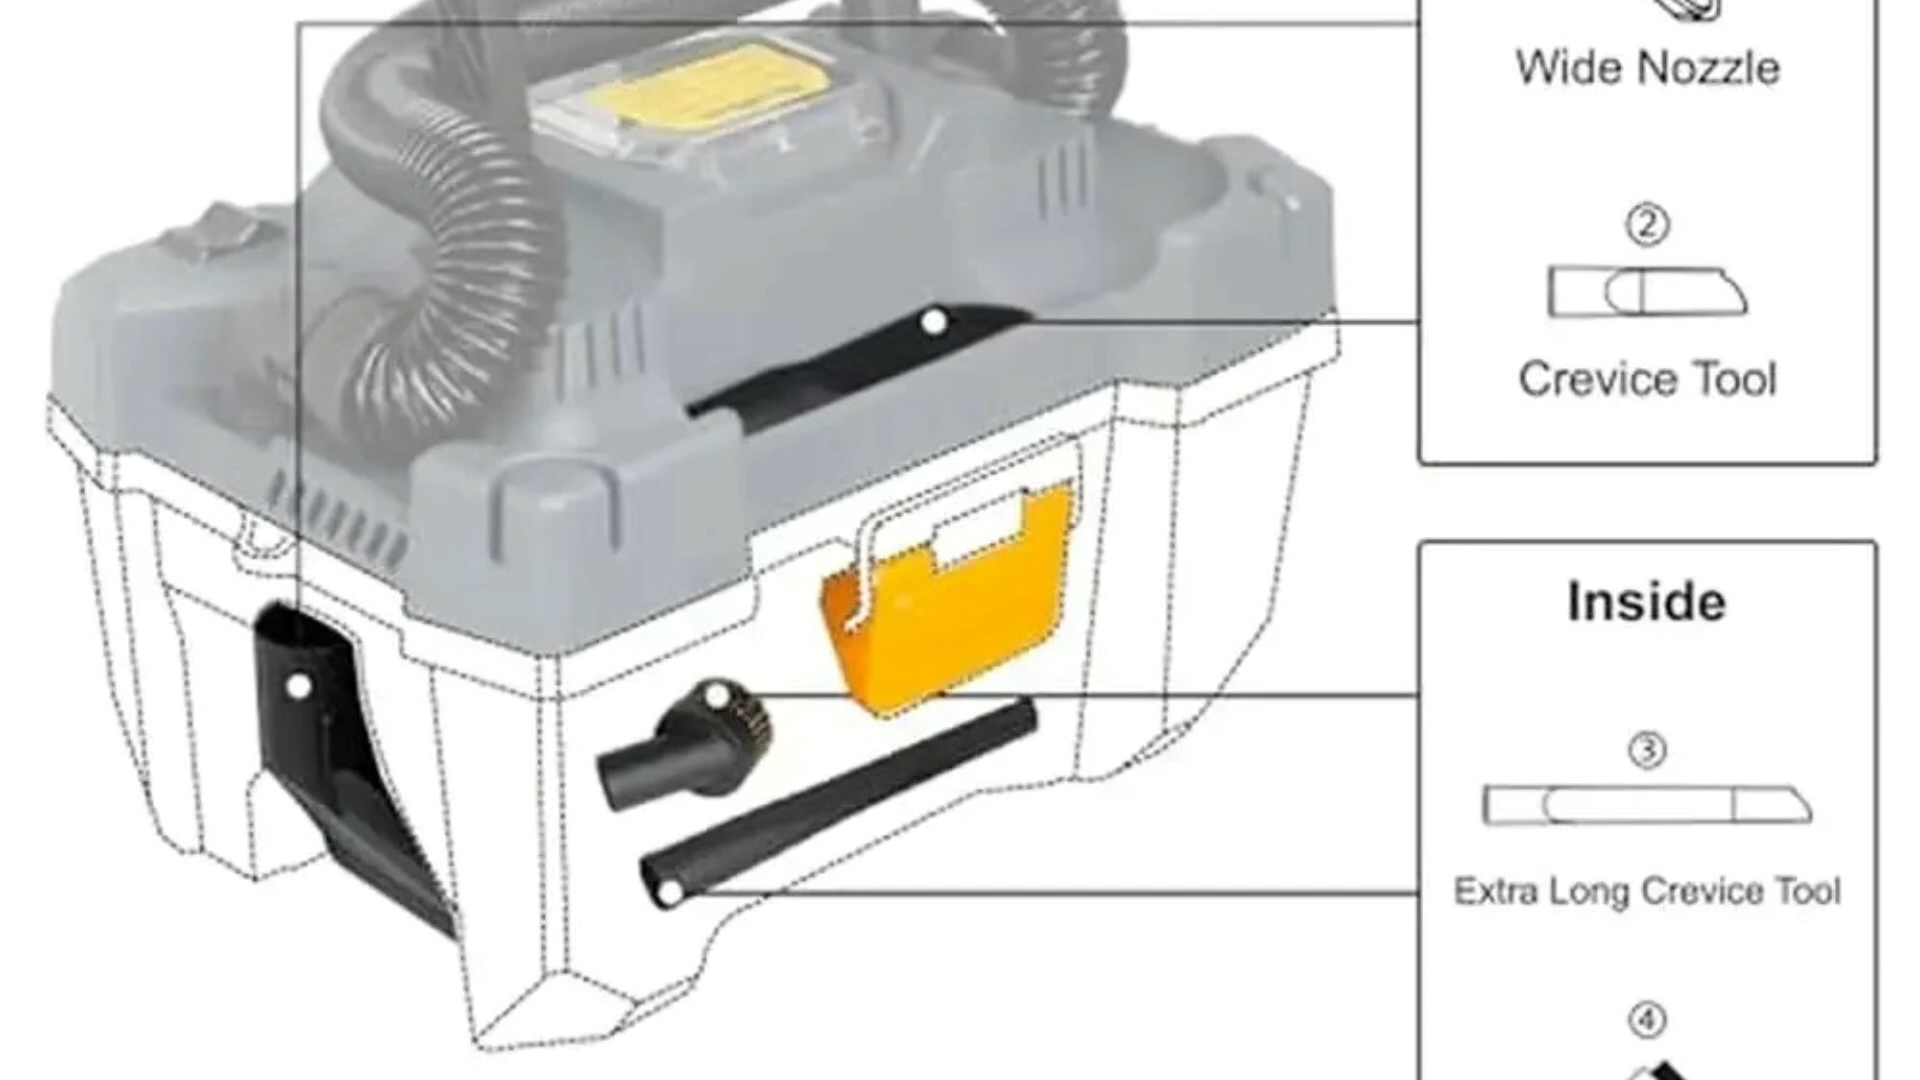 Wide Nozzle
②
Crevice Tool
Inside
③
Extra Long Crevice Tool
④